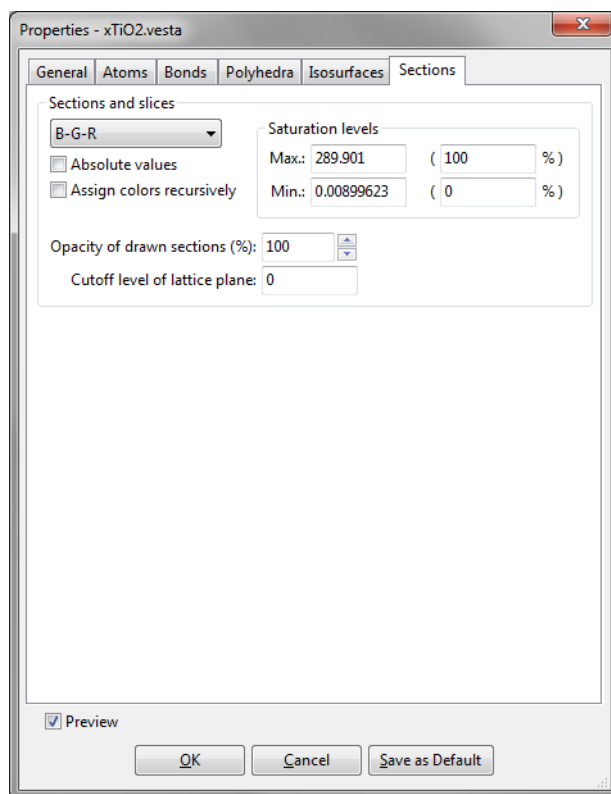 Properties - xTiO2.vesta
General Atoms Bonds Polyhedra Isosurfaces Sections
Sections and slices
B-G-R
Absolute values
Assign colors recursively
Saturation levels
Max.: 289.901 ( 100 % )
Min.: 0.00899623 ( 0 % )
Opacity of drawn sections (%): 100
Cutoff level of lattice plane: 0
Preview
OK Cancel Save as Default